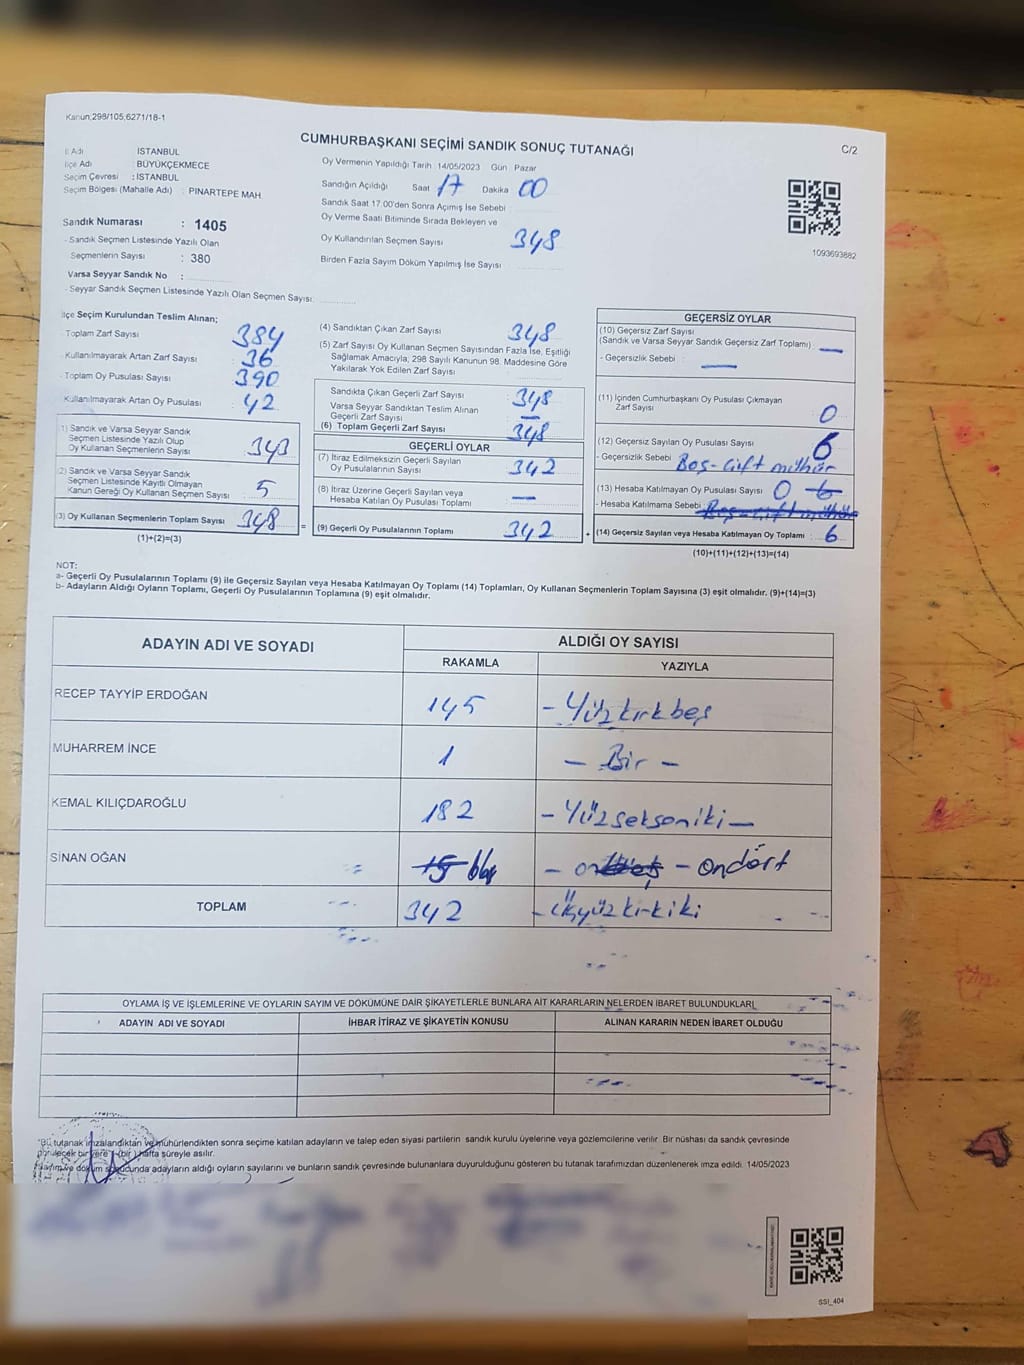 Kanun:298/105,6271/18-1
CUMHURBAŞKANI SEÇİMİ SANDIK SONUÇ TUTANAĞI
C/2
İl Adı : İSTANBUL
İlçe Adı : BÜYÜKÇEKMECE
Seçim Çevresi : İSTANBUL
Seçim Bölgesi (Mahalle Adı) : PINARTEPE MAH
Sandık Numarası : 1405
- Sandık Seçmen Listesinde Yazılı Olan
Seçmenlerin Sayısı : 380
Varsa Seyyar Sandık No :
- Seyyar Sandık Seçmen Listesinde Yazılı Olan Seçmen Sayısı:
Oy Vermenin Yapıldığı Tarih : 14/05/2023 Gün : Pazar
Sandığın Açıldığı Saat 17 Dakika 00
Sandık Saat 17:00'den Sonra Açmış İse Sebebi :
Oy Verme Saati Bitiminde Sırada Bekleyen ve
Oy Kullandırılan Seçmen Sayısı 348
Birden Fazla Sayım Döküm Yapılmış İse Sayısı
1093693882
İlçe Seçim Kurulundan Teslim Alınan;
- Toplam Zarf Sayısı : 384
- Kullanılmayarak Artan Zarf Sayısı : 36
- Toplam Oy Pusulası Sayısı : 390
- Kullanılmayarak Artan Oy Pusulası : 42
(1) Sandık ve Varsa Seyyar Sandık
Seçmen Listesinde Yazılı Olup
Oy Kullanan Seçmenlerin Sayısı 343
(2) Sandık ve Varsa Seyyar Sandık
Seçmen Listesinde Kayıtlı Olmayan
Kanun Gereği Oy Kullanan Seçmen Sayısı 5
(3) Oy Kullanan Seçmenlerin Toplam Sayısı 348
(1)+(2)=(3)
=
(4) Sandıktan Çıkan Zarf Sayısı 348
(5) Zarf Sayısı Oy Kullanan Seçmen Sayısından Fazla İse, Eşitliği
Sağlamak Amacıyla, 298 Sayılı Kanunun 98. Maddesine Göre
Yakılarak Yok Edilen Zarf Sayısı
Sandıkta Çıkan Geçerli Zarf Sayısı 348
Varsa Seyyar Sandıktan Teslim Alınan
Geçerli Zarf Sayısı —
(6) Toplam Geçerli Zarf Sayısı 348
GEÇERLİ OYLAR
(7) İtiraz Edilmeksizin Geçerli Sayılan
Oy Pusulalarının Sayısı 342
(8) İtiraz Üzerine Geçerli Sayılan veya
Hesaba Katılan Oy Pusulası Toplamı —
(9) Geçerli Oy Pusulalarının Toplamı 342
+
GEÇERSİZ OYLAR
(10) Geçersiz Zarf Sayısı
(Sandık ve Varsa Seyyar Sandık Geçersiz Zarf Toplamı) —
- Geçersizlik Sebebi : —
(11) İçinden Cumhurbaşkanı Oy Pusulası Çıkmayan
Zarf Sayısı 0
(12) Geçersiz Sayılan Oy Pusulası Sayısı 6
- Geçersizlik Sebebi : Boş-Çift mühür
(13) Hesaba Katılmayan Oy Pusulası Sayısı 0 6
- Hesaba Katılmama Sebebi : Boş-Çift mühür
(14) Geçersiz Sayılan veya Hesaba Katılmayan Oy Toplamı : 6
(10)+(11)+(12)+(13)=(14)
NOT:
a- Geçerli Oy Pusulalarının Toplamı (9) ile Geçersiz Sayılan veya Hesaba Katılmayan Oy Toplamı (14) Toplamları, Oy Kullanan Seçmenlerin Toplam Sayısına (3) eşit olmalıdır. (9)+(14)=(3)
b- Adayların Aldığı Oyların Toplamı, Geçerli Oy Pusulalarının Toplamına (9) eşit olmalıdır.
ADAYIN ADI VE SOYADI ALDIĞI OY SAYISI
RAKAMLA YAZIYLA
RECEP TAYYİP ERDOĞAN 145 - Yüzkırkbeş
MUHARREM İNCE 1 - Bir -
KEMAL KILIÇDAROĞLU 182 - Yüzsekseniki -
SİNAN OĞAN 15 - onbeş - ondört
TOPLAM 342 - üçyüzkırkiki
OYLAMA İŞ VE İŞLEMLERİNE VE OYLARIN SAYIM VE DÖKÜMÜNE DAİR ŞİKAYETLERLE BUNLARA AİT KARARLARIN NELERDEN İBARET BULUNDUKLARI
ADAYIN ADI VE SOYADI İHBAR İTİRAZ VE ŞİKAYETİN KONUSU ALINAN KARARIN NEDEN İBARET OLDUĞU
"Bu tutanak imzalandıktan ve mühürlendikten sonra seçime katılan adayların ve talep eden siyasi partilerin sandık kurulu üyelerine veya gözlemcilerine verilir. Bir nüshası da sandık çevresinde
görülecek bir yere 1 (bir) hafta süreyle asılır.
Sayım ve döküm sonucunda adayların aldığı oyların sayılarını ve bunların sandık çevresinde bulunanlara duyurulduğunu gösteren bu tutanak tarafımızdan düzenlenerek imza edildi. 14/05/2023
SSI_404